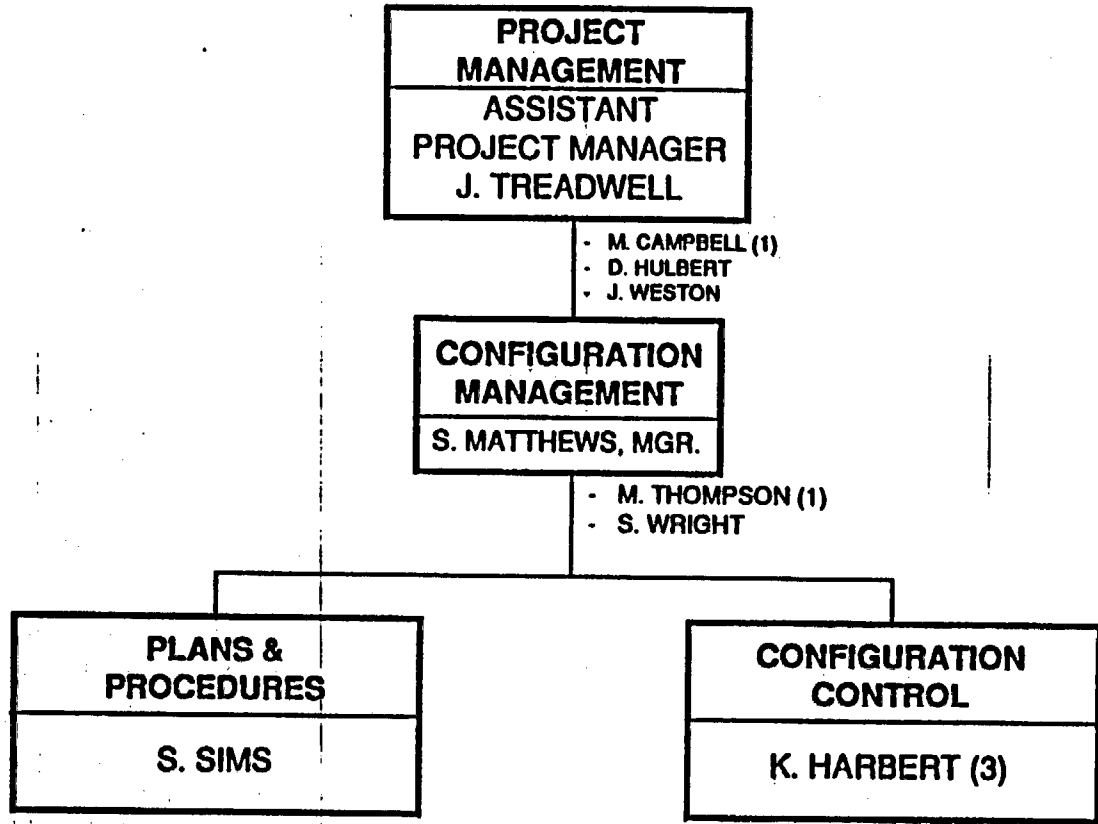 PROJECT
MANAGEMENT
ASSISTANT
PROJECT MANAGER
J. TREADWELL
- M. CAMPBELL (1)
- D. HULBERT
- J. WESTON
CONFIGURATION
MANAGEMENT
S. MATTHEWS, MGR.
- M. THOMPSON (1)
- S. WRIGHT
PLANS &
PROCEDURES
S. SIMS
CONFIGURATION
CONTROL
K. HARBERT (3)